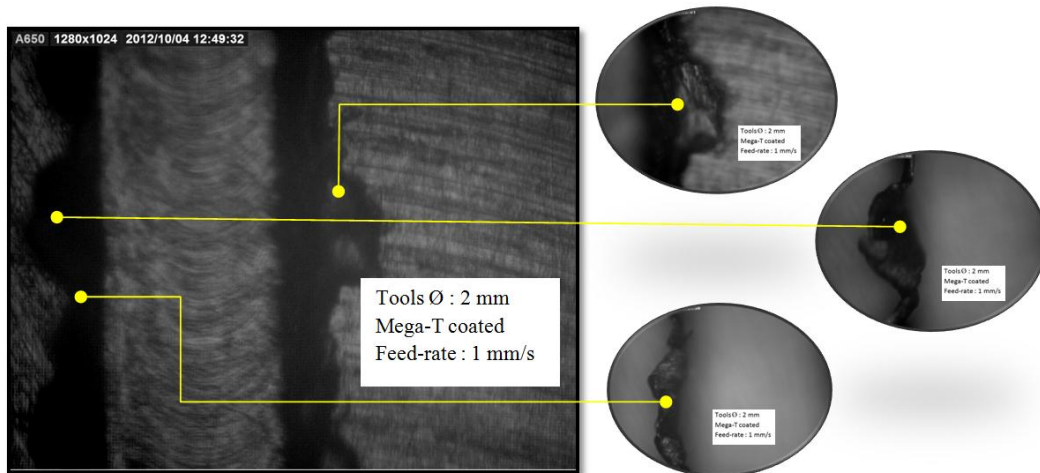 A650 1280x1024 2012/10/04 12:49:32
Tools Ø : 2 mm
Mega-T coated
Feed-rate : 1 mm/s
Tools Ø : 2 mm
Mega-T coated
Feed-rate : 1 mm/s
Tools Ø : 2 mm
Mega-T coated
Feed-rate : 1 mm/s
Tools Ø : 2 mm
Mega-T coated
Feed-rate : 1 mm/s